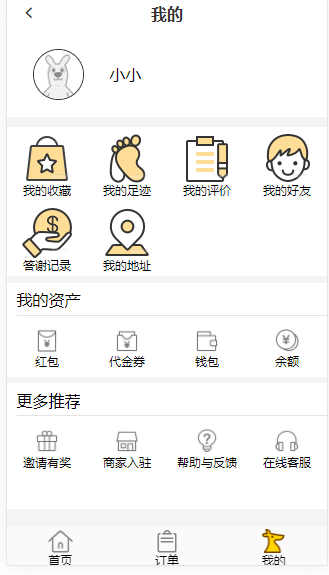 我的
小小
我的收藏 我的足迹 我的评价 我的好友
答谢记录 我的地址
我的资产
红包 代金券 钱包 余额
更多推荐
邀请有奖 商家入驻 帮助与反馈 在线客服
首页 订单 我的